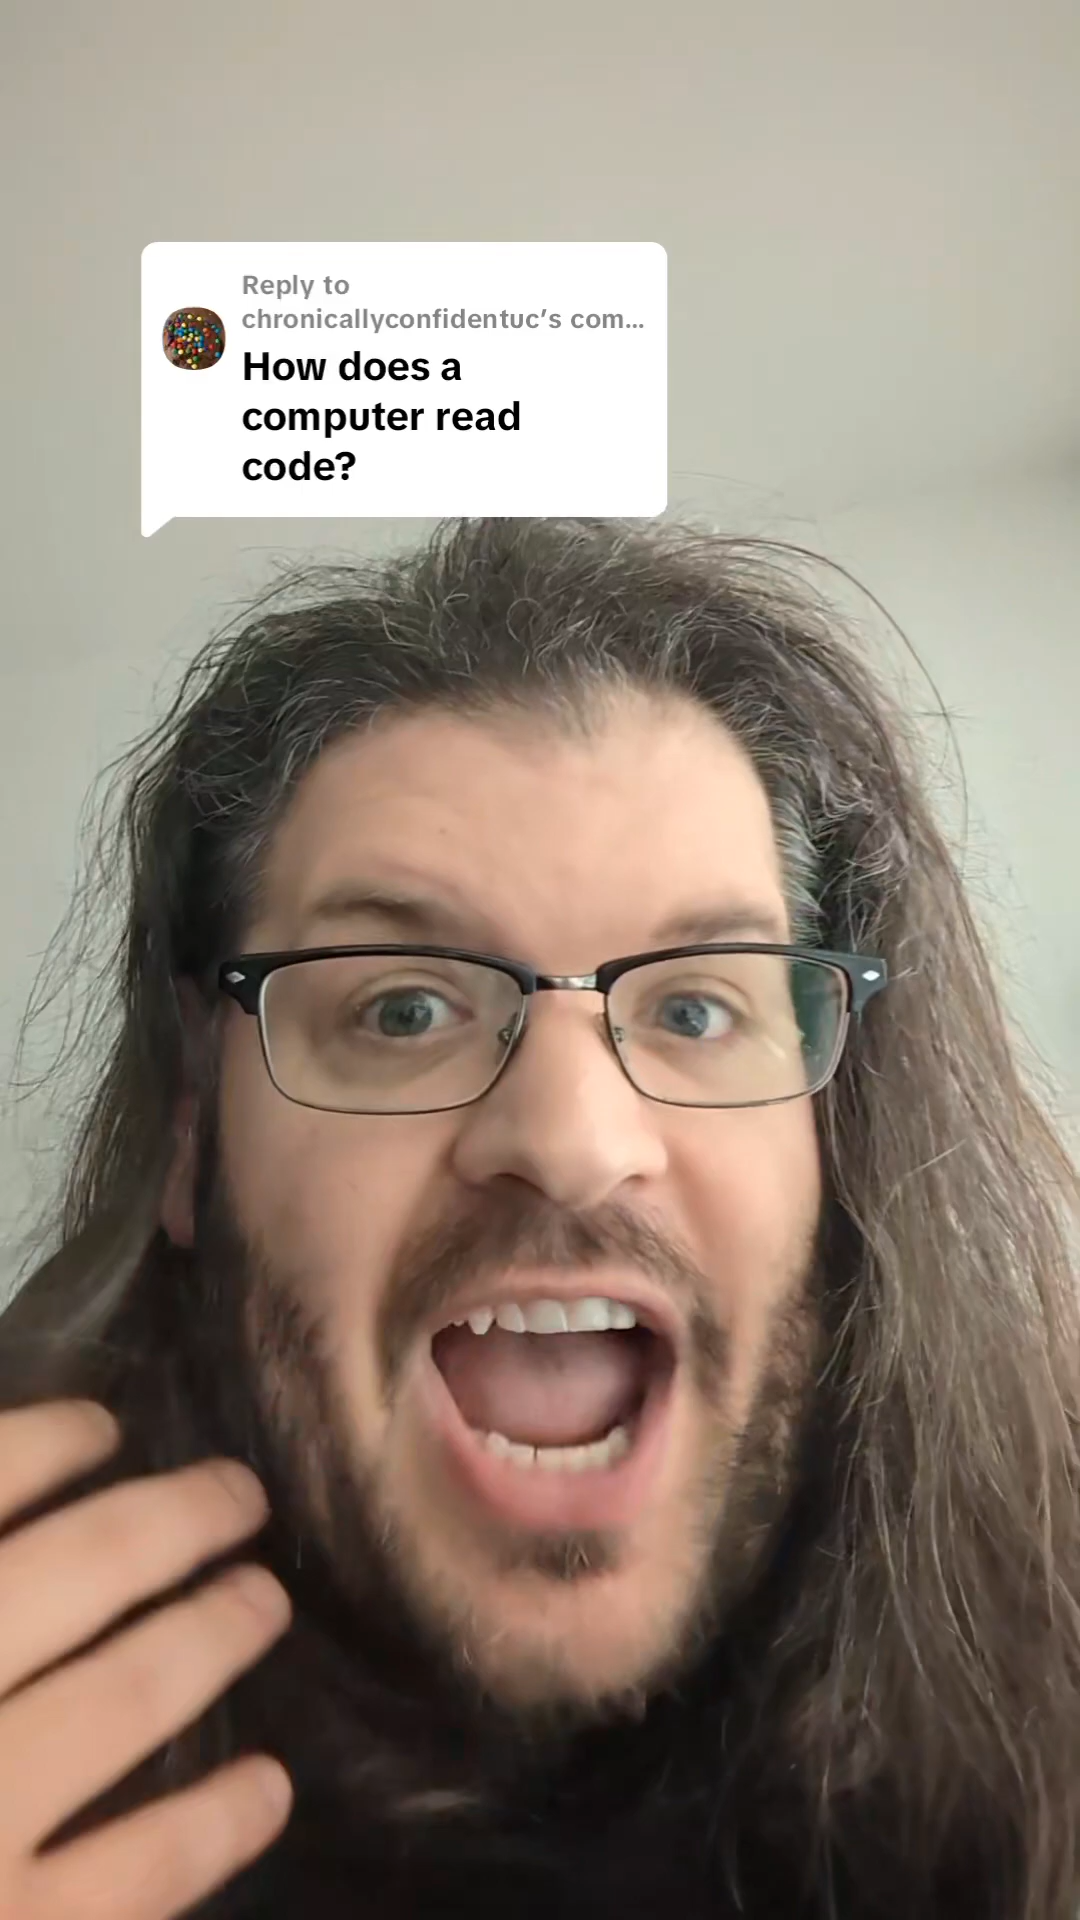 Reply to
chronicallyconfidentuc’s com...
How does a
computer read
code?